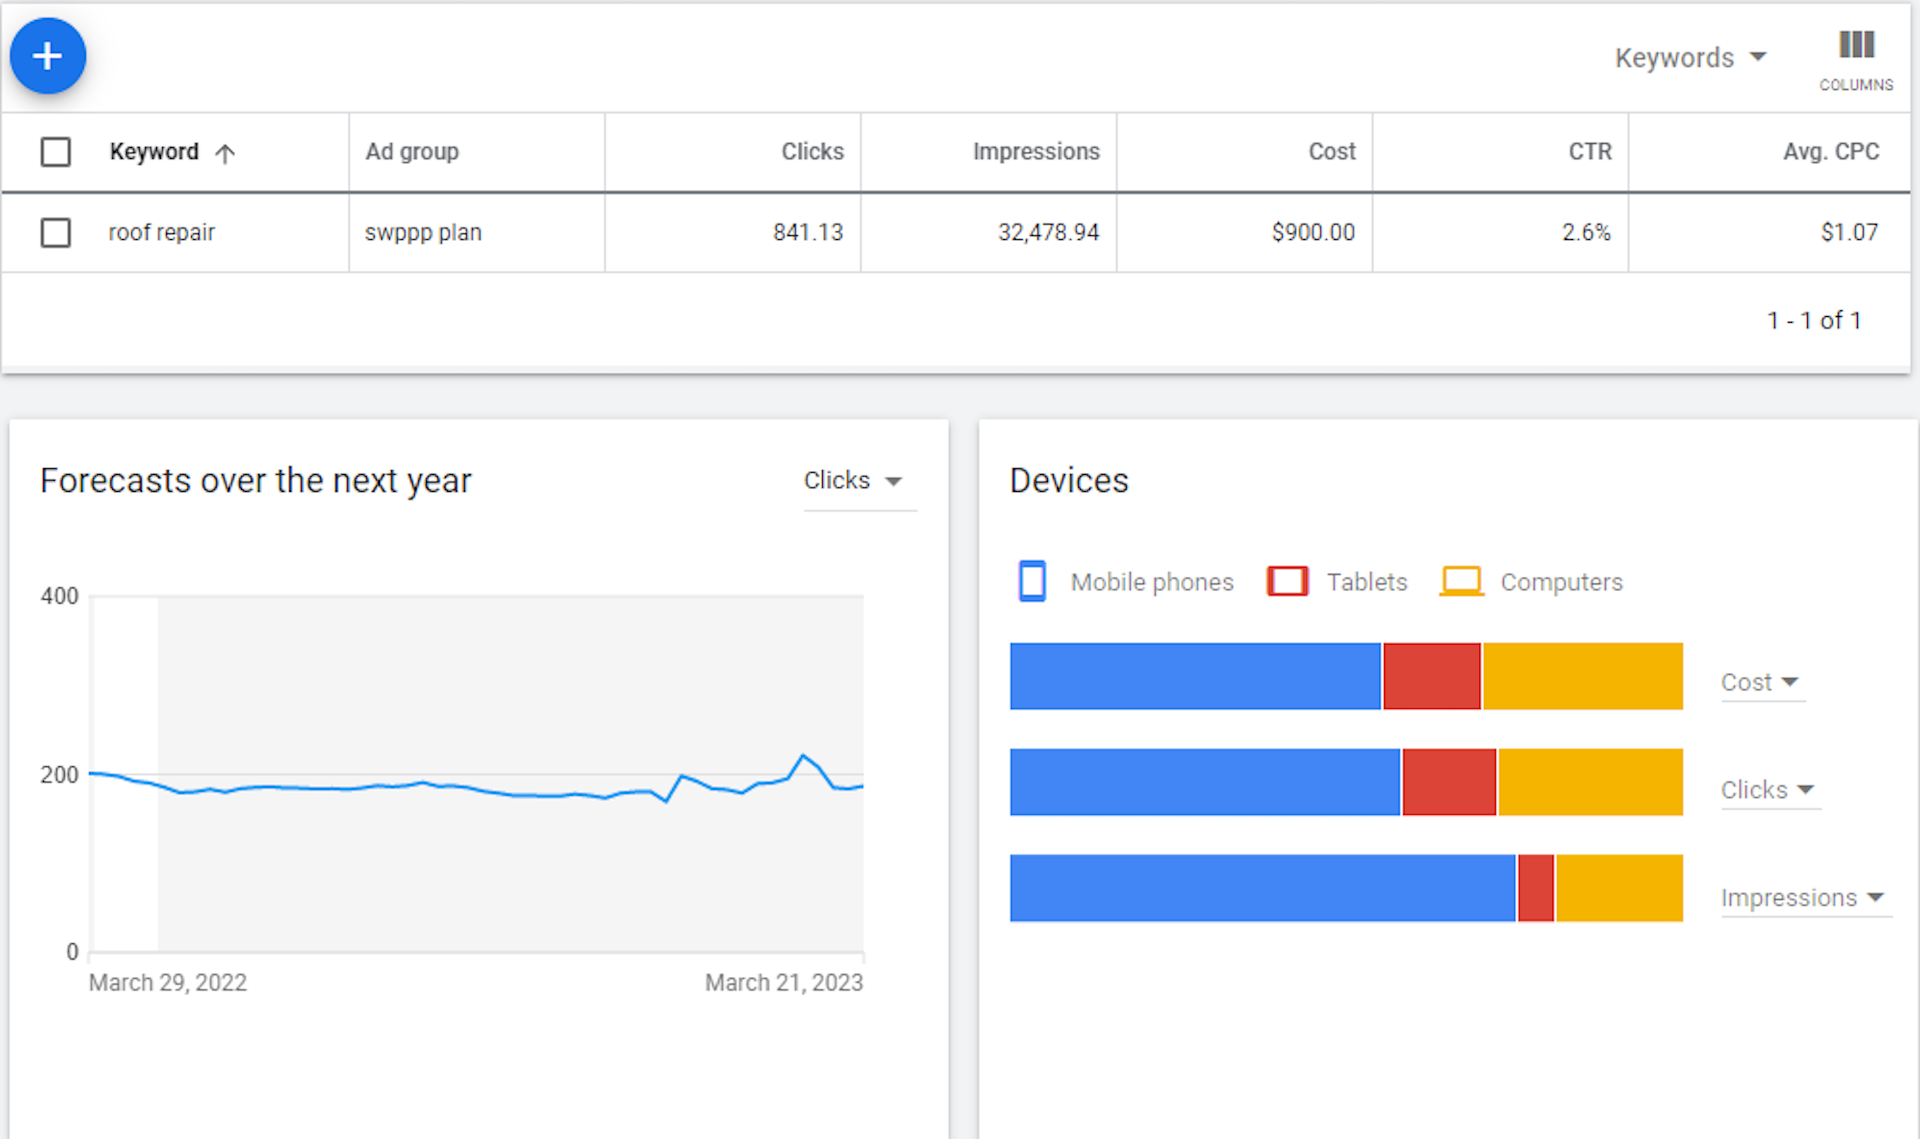 Keywords
COLUMNS
Keyword Ad group Clicks Impressions Cost CTR Avg. CPC
roof repair swppp plan 841.13 32,478.94 $900.00 2.6% $1.07
1 - 1 of 1
Forecasts over the next year Clicks
400
200
0
March 29, 2022 March 21, 2023
Devices
Mobile phones Tablets Computers
Cost
Clicks
Impressions